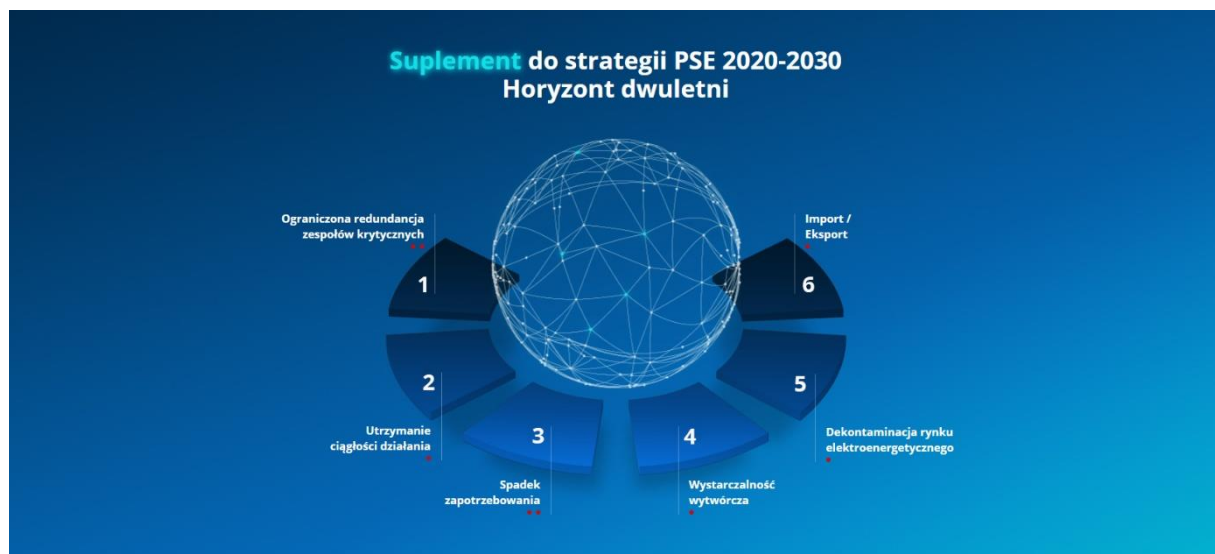 Suplement do strategii PSE 2020-2030
Horyzont dwuletni
Ograniczona redundancja
zespołów krytycznych
1
2
Utrzymanie
ciągłości działania
3
Spadek
zapotrzebowania
4
Wystarczalność
wytwórcza
5
Dekontaminacja rynku
elektroenergetycznego
6
Import /
Eksport